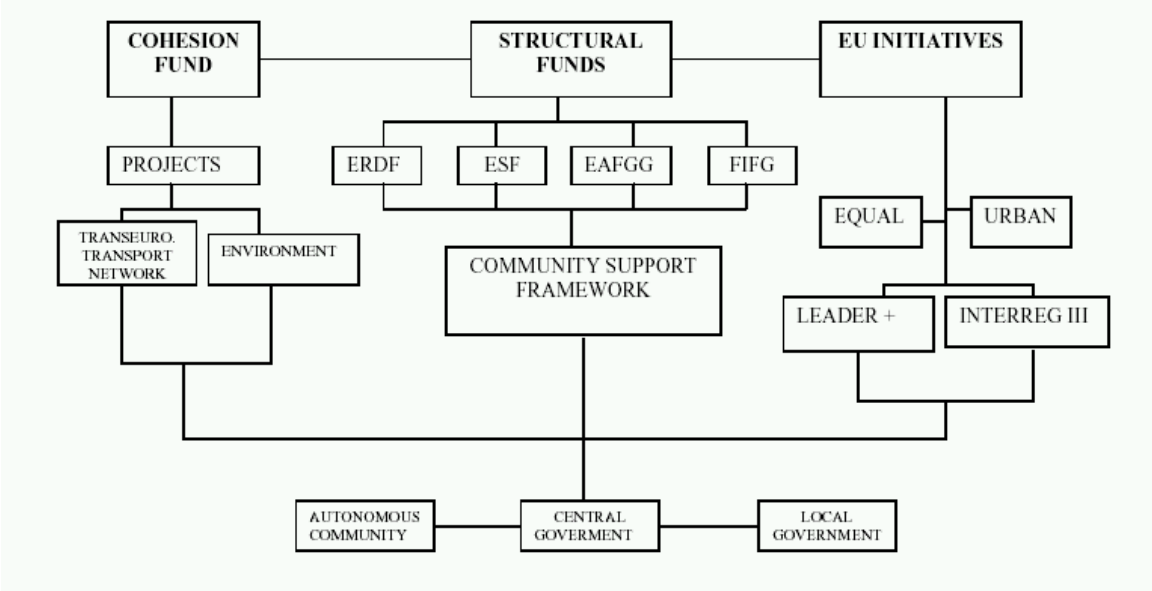 COHESION
FUND
STRUCTURAL
FUNDS
EU INITIATIVES
PROJECTS
ERDF
ESF
EAFGG
FIFG
TRANSEURO.
TRANSPORT
NETWORK
ENVIRONMENT
EQUAL
URBAN
COMMUNITY SUPPORT
FRAMEWORK
LEADER +
INTERREG III
AUTONOMOUS
COMMUNITY
CENTRAL
GOVERMENT
LOCAL
GOVERNMENT